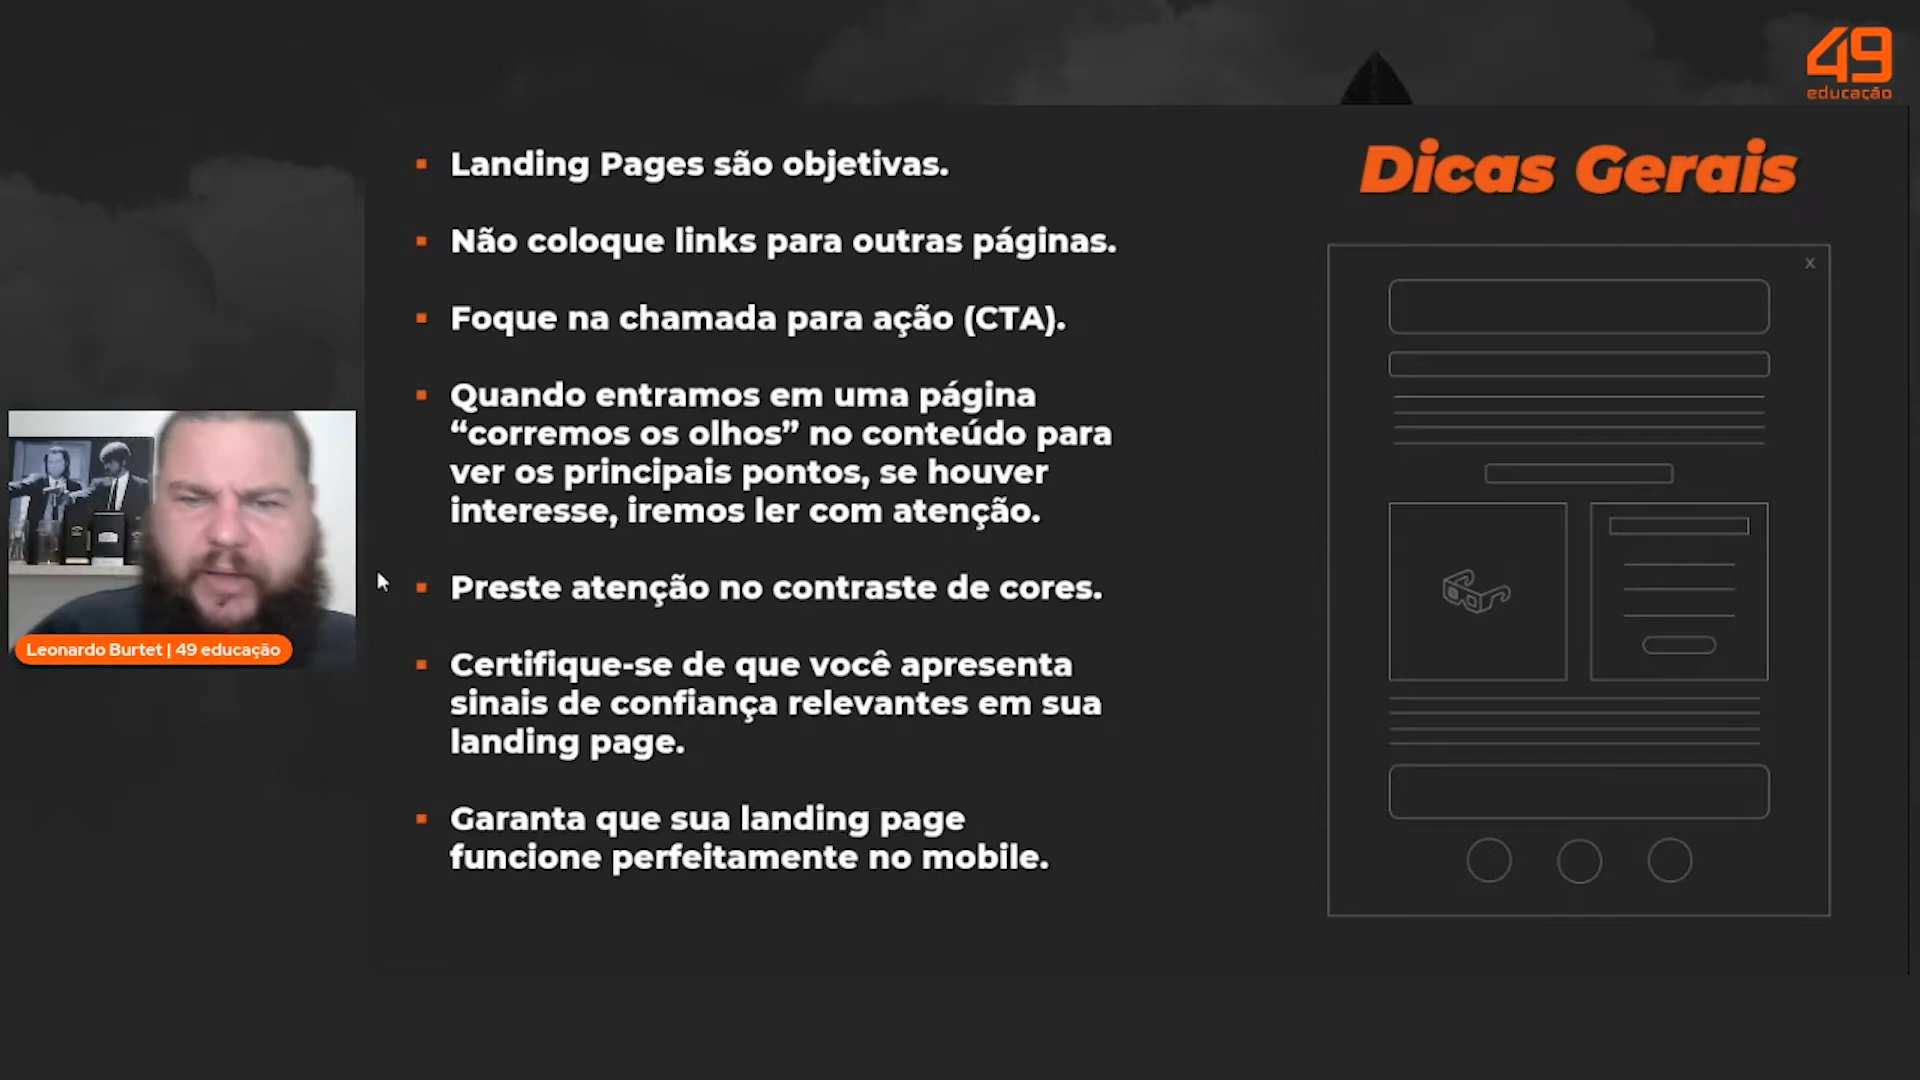 49
educação
Dicas Gerais
Landing Pages são objetivas.
Não coloque links para outras páginas.
Foque na chamada para ação (CTA).
Quando entramos em uma página
“corremos os olhos” no conteúdo para
ver os principais pontos, se houver
interesse, iremos ler com atenção.
Preste atenção no contraste de cores.
Certifique-se de que você apresenta
sinais de confiança relevantes em sua
landing page.
Garanta que sua landing page
funcione perfeitamente no mobile.
x
Leonardo Burtet | 49 educação